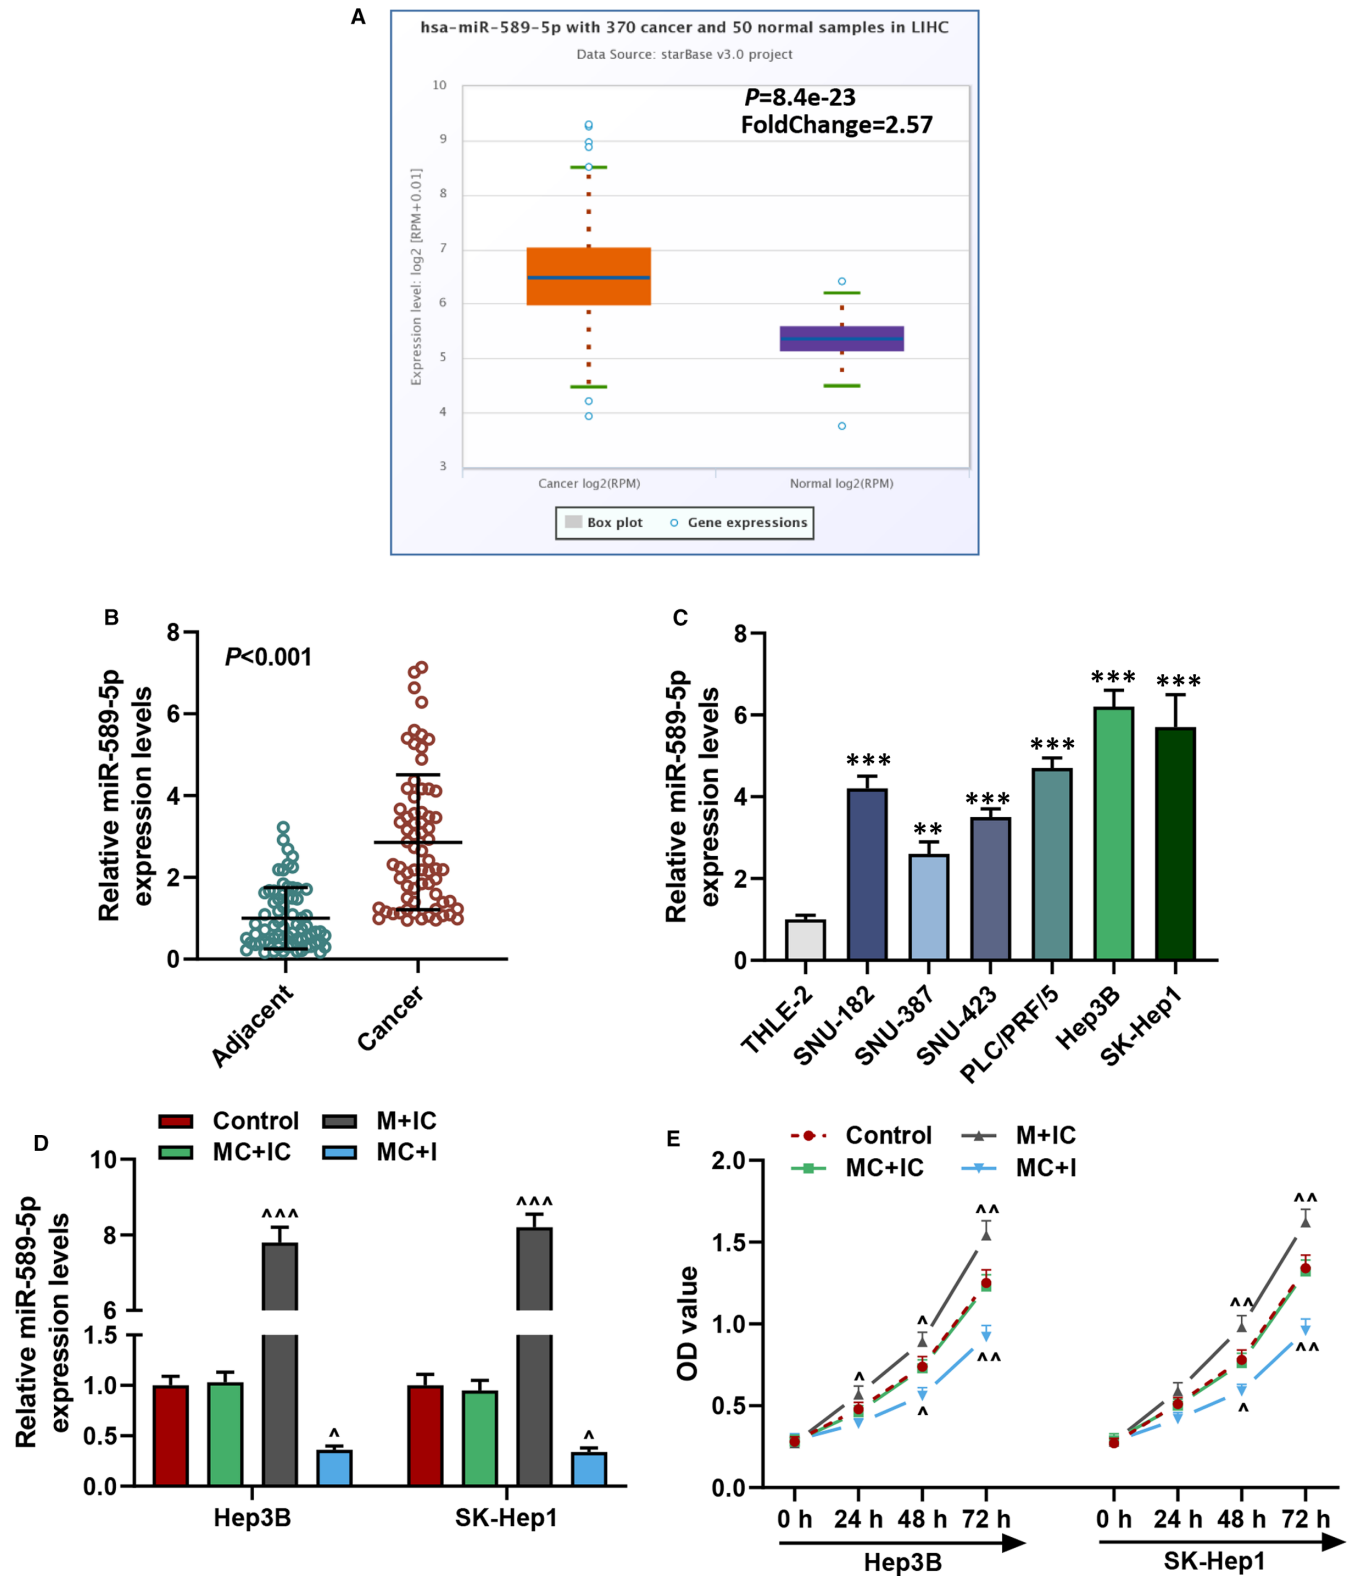 A
hsa-miR-589-5p with 370 cancer and 50 normal samples in LIHC
Data Source: starBase v3.0 project
P=8.4e-23
FoldChange=2.57
Expression level: log2 [RPM+0.01]
10
9
8
7
6
5
4
3
Cancer log2(RPM)
Normal log2(RPM)
Box plot
Gene expressions
B
P<0.001
Relative miR-589-5p
expression levels
8
6
4
2
0
Adjacent
Cancer
C
Relative miR-589-5p
expression levels
8
6
4
2
0
***
**
***
***
***
***
THLE-2
SNU-182
SNU-387
SNU-423
PLC/PRF/5
Hep3B
SK-Hep1
D
Control
MC+IC
M+IC
MC+I
Relative miR-589-5p
expression levels
10
8
6
1.5
1.0
0.5
0.0
^^^
^
^^^
^
Hep3B
SK-Hep1
E
Control
MC+IC
M+IC
MC+I
OD value
2.0
1.5
1.0
0.5
0.0
^
^
^^
^
^^
^^
^^
^
^^
0 h 24 h 48 h 72 h
0 h 24 h 48 h 72 h
Hep3B
SK-Hep1